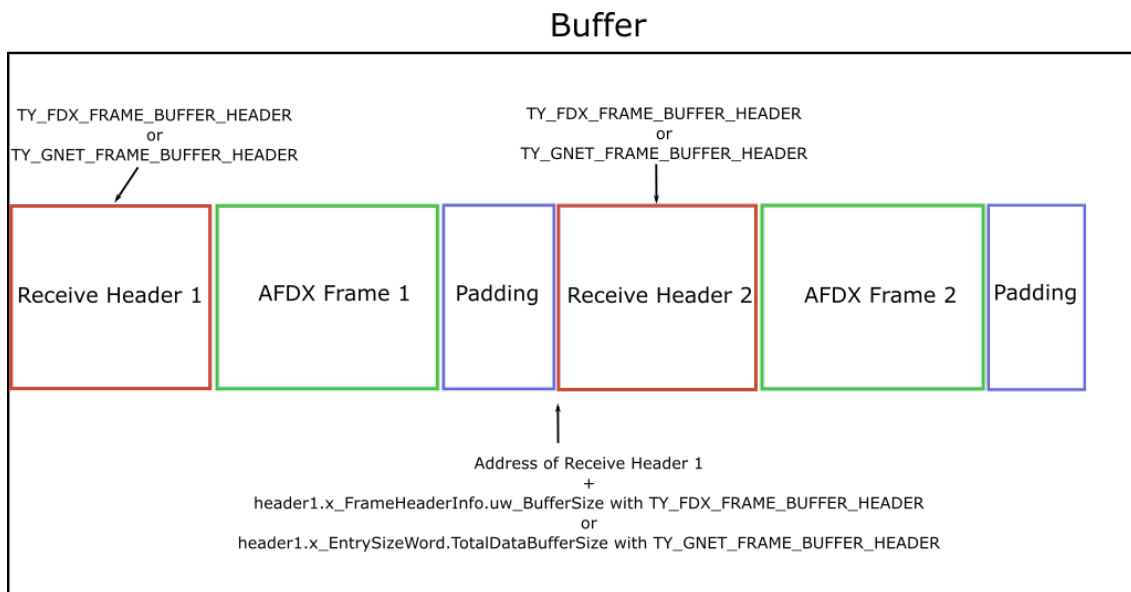 Buffer
TY_FDX_FRAME_BUFFER_HEADER
or
TY_GNET_FRAME_BUFFER_HEADER
TY_FDX_FRAME_BUFFER_HEADER
or
TY_GNET_FRAME_BUFFER_HEADER
Receive Header 1
AFDX Frame 1
Padding
Receive Header 2
AFDX Frame 2
Padding
Address of Receive Header 1
+
header1.x_FrameHeaderInfo.uw_BufferSize with TY_FDX_FRAME_BUFFER_HEADER
or
header1.x_EntrySizeWord.TotalDataBufferSize with TY_GNET_FRAME_BUFFER_HEADER